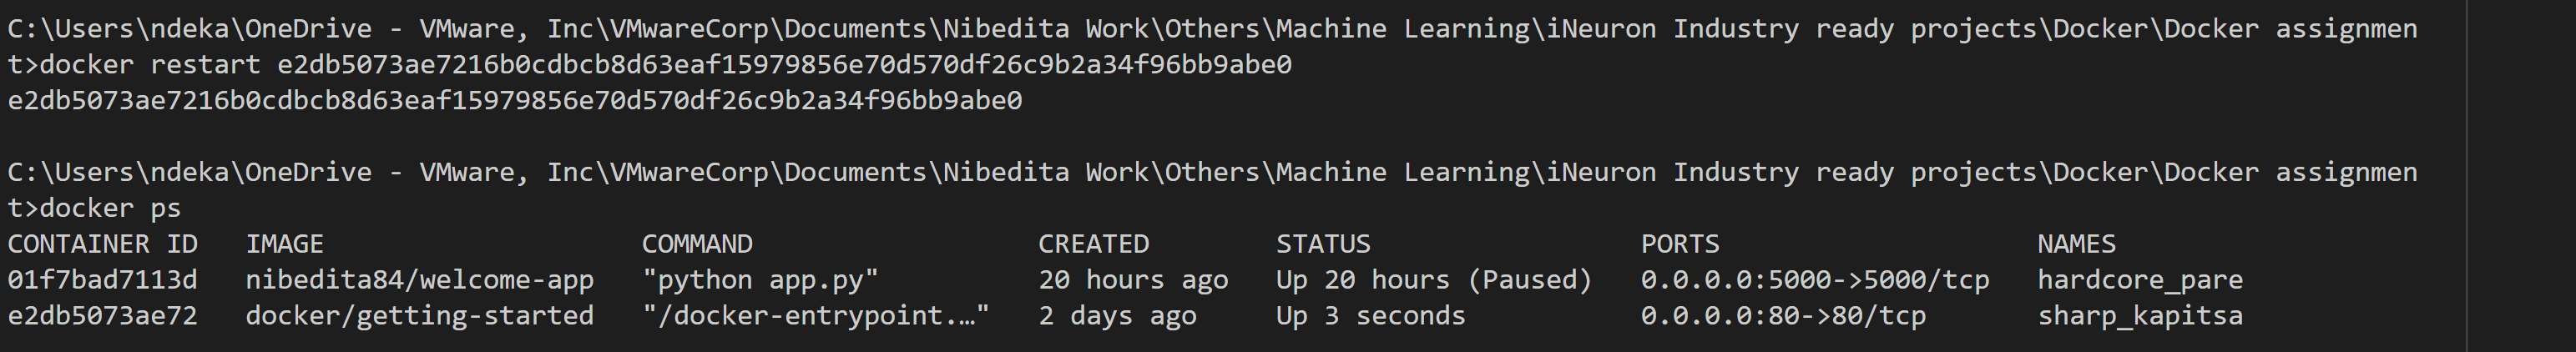 C:\Users\ndeka\OneDrive - VMware, Inc\VMwareCorp\Documents\Nibedita Work\Others\Machine Learning\iNeuron Industry ready projects\Docker\Docker assignmen
t>docker restart e2db5073ae7216b0cdbcb8d63eaf15979856e70d570df26c9b2a34f96bb9abe0
e2db5073ae7216b0cdbcb8d63eaf15979856e70d570df26c9b2a34f96bb9abe0
C:\Users\ndeka\OneDrive - VMware, Inc\VMwareCorp\Documents\Nibedita Work\Others\Machine Learning\iNeuron Industry ready projects\Docker\Docker assignmen
t>docker ps
CONTAINER ID   IMAGE                    COMMAND                  CREATED        STATUS                 PORTS                    NAMES
01f7bad7113d   nibedita84/welcome-app   "python app.py"          20 hours ago   Up 20 hours (Paused)   0.0.0.0:5000->5000/tcp   hardcore_pare
e2db5073ae72   docker/getting-started   "/docker-entrypoint.…"   2 days ago     Up 3 seconds           0.0.0.0:80->80/tcp       sharp_kapitsa